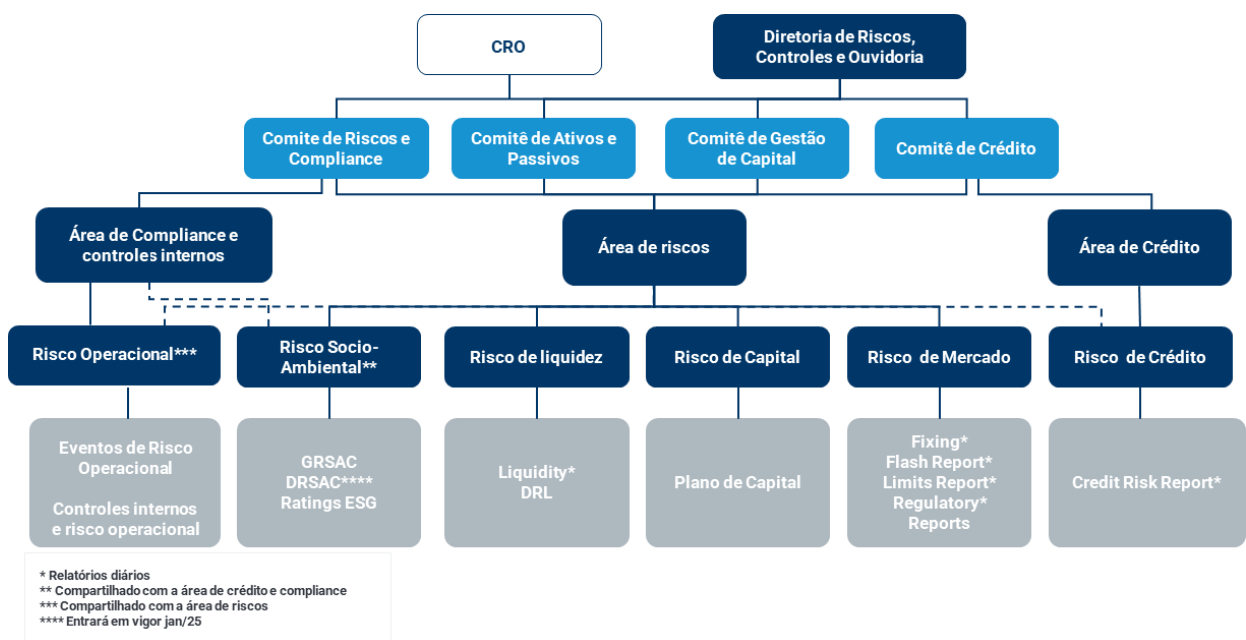 CRO
Diretoria de Riscos,
Controles e Ouvidoria
Comite de Riscos e
Compliance
Comitê de Ativos e
Passivos
Comitê de Gestão
de Capital
Comitê de Crédito
Área de Compliance e
controles internos
Área de riscos
Área de Crédito
Risco Operacional***
Risco Socio-
Ambiental**
Risco de liquidez
Risco de Capital
Risco de Mercado
Risco de Crédito
Eventos de Risco
Operacional
Controles internos
e risco operacional
GRSAC
DRSAC****
Ratings ESG
Liquidity*
DRL
Plano de Capital
Fixing*
Flash Report*
Limits Report*
Regulatory*
Reports
Credit Risk Report*
* Relatórios diários
** Compartilhado com a área de crédito e compliance
*** Compartilhado com a área de riscos
**** Entrará em vigor jan/25